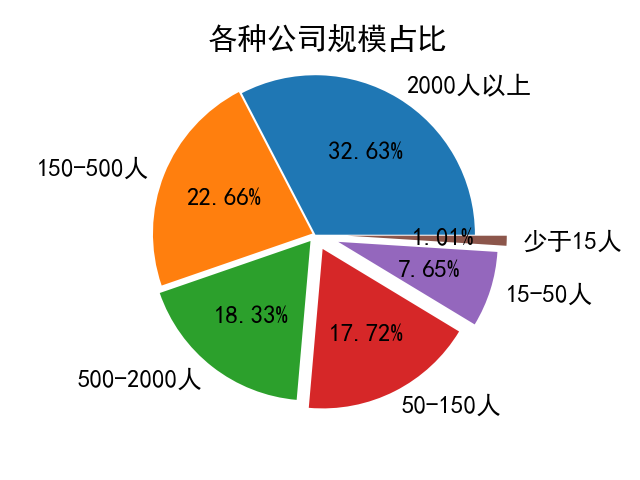 各种公司规模占比
2000人以上
32.63%
150-500人
22.66%
1.01%
少于15人
7.65%
15-50人
18.33%
17.72%
500-2000人
50-150人